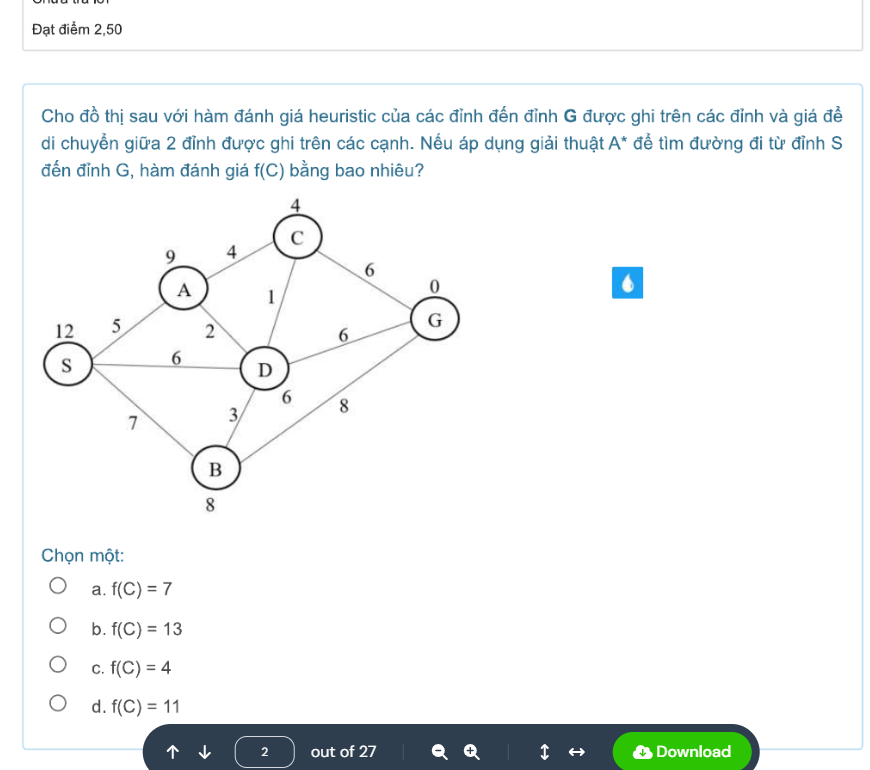 Đạt điểm 2,50
Cho đồ thị sau với hàm đánh giá heuristic của các đỉnh đến đỉnh G được ghi trên các đỉnh và giá để
di chuyển giữa 2 đỉnh được ghi trên các cạnh. Nếu áp dụng giải thuật A* để tìm đường đi từ đỉnh S
đến đỉnh G, hàm đánh giá f(C) bằng bao nhiêu?
4
C
9
4
6
A
0
1
G
12
5
2
6
S
6
D
6
8
7
3
B
8
Chọn một:
a. f(C) = 7
b. f(C) = 13
c. f(C) = 4
d. f(C) = 11
2 out of 27 Download